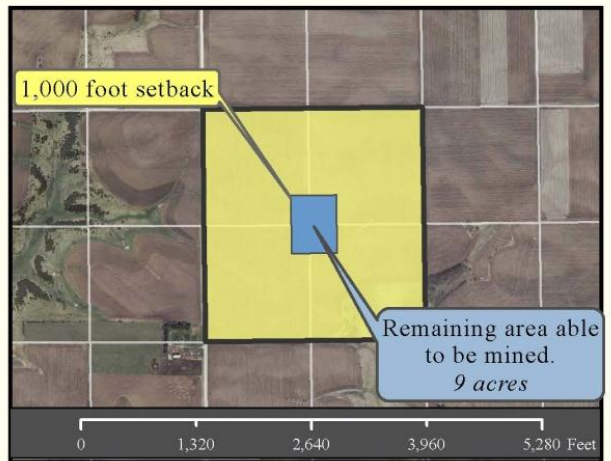 1,000 foot setback
Remaining area able
to be mined.
9 acres
0 1,320 2,640 3,960 5,280 Feet